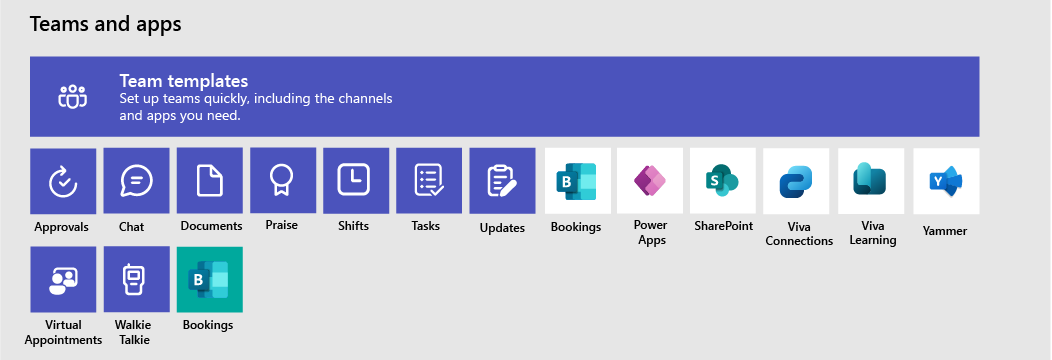 Teams and apps
Team templates
Set up teams quickly, including the channels
and apps you need.
B
S
Y
Approvals
Chat
Documents
Praise
Shifts
Tasks
Updates
Bookings
Power
Apps
SharePoint
Viva
Connections
Viva
Learning
Yammer
B
Virtual
Appointments
Walkie
Talkie
Bookings